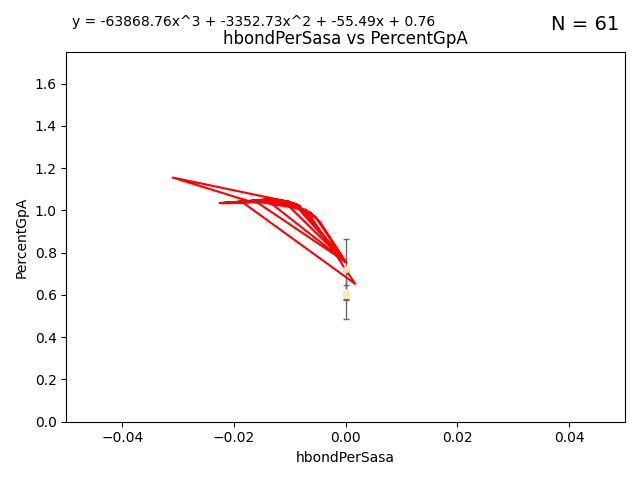 y = -63868.76x^3 + -3352.73x^2 + -55.49x + 0.76
N = 61
hbondPerSasa vs PercentGpA
1.6
1.4
1.2
1.0
0.8
0.6
0.4
0.2
0.0
PercentGpA
−0.04 −0.02 0.00 0.02 0.04
hbondPerSasa